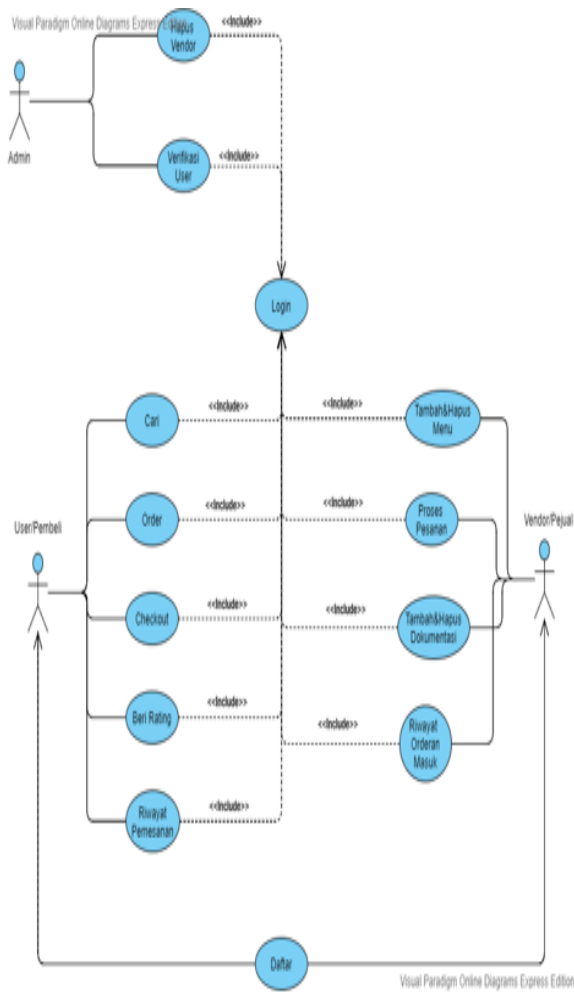 Visual Paradigm Online Diagrams Express Edition
Hapus
Vendor
<<Include>>
Admin
Verifikasi
User
<<Include>>
Login
Cari
<<Include>>
<<Include>>
Tambah&Hapus
Menu
User/Pembeli
Order
<<Include>>
<<Include>>
Proses
Pesanan
Vendor/Pejual
Checkout
<<Include>>
<<Include>>
Tambah&Hapus
Dokumentasi
Beri Rating
<<Include>>
<<Include>>
Riwayat
Orderan
Masuk
Riwayat
Pemesanan
<<Include>>
Daftar
Visual Paradigm Online Diagrams Express Edition